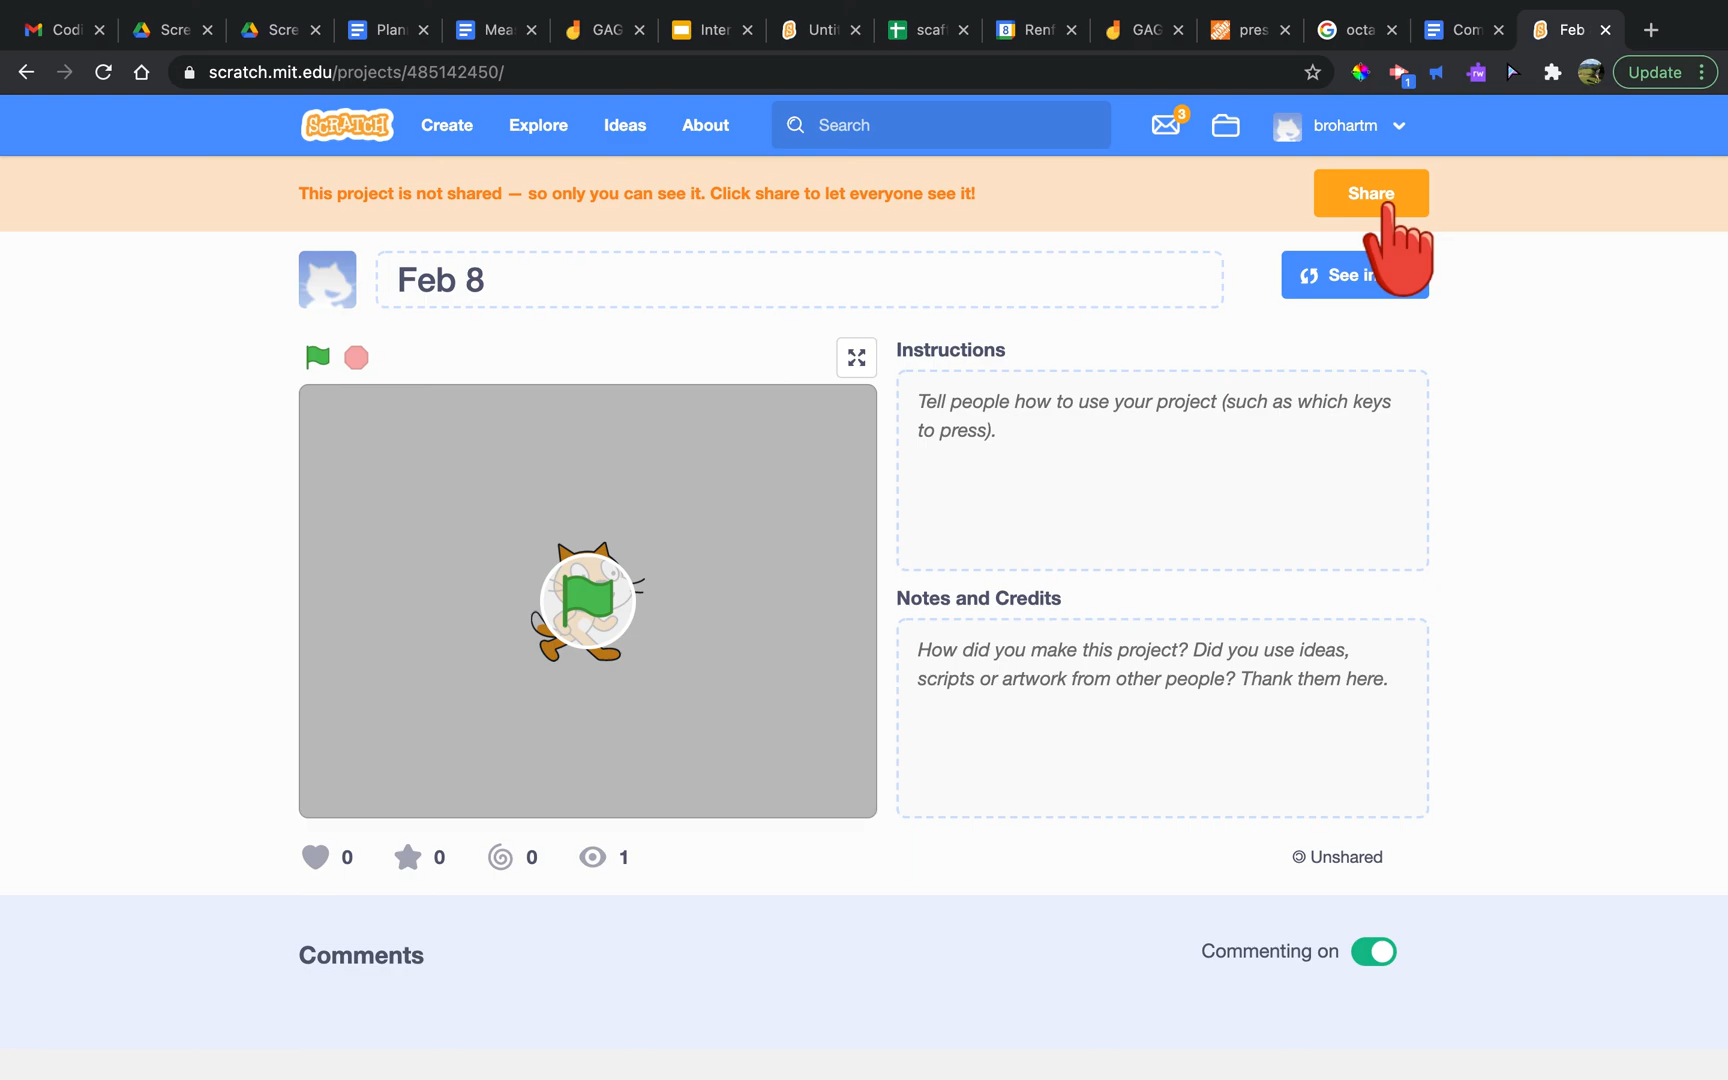 Codi
Scre
Scre
Plan
Mea
GAG
Inter
Unti
scaf
Renf
GAG
pres
octa
Com
Feb
scratch.mit.edu/projects/485142450/
1
rw
Update
SCRATCH
Create
Explore
Ideas
About
Search
3
brohartm
This project is not shared — so only you can see it. Click share to let everyone see it!
Share
Feb 8
See in
Instructions
Tell people how to use your project (such as which keys
to press).
Notes and Credits
How did you make this project? Did you use ideas,
scripts or artwork from other people? Thank them here.
0
0
0
1
Unshared
Comments
Commenting on